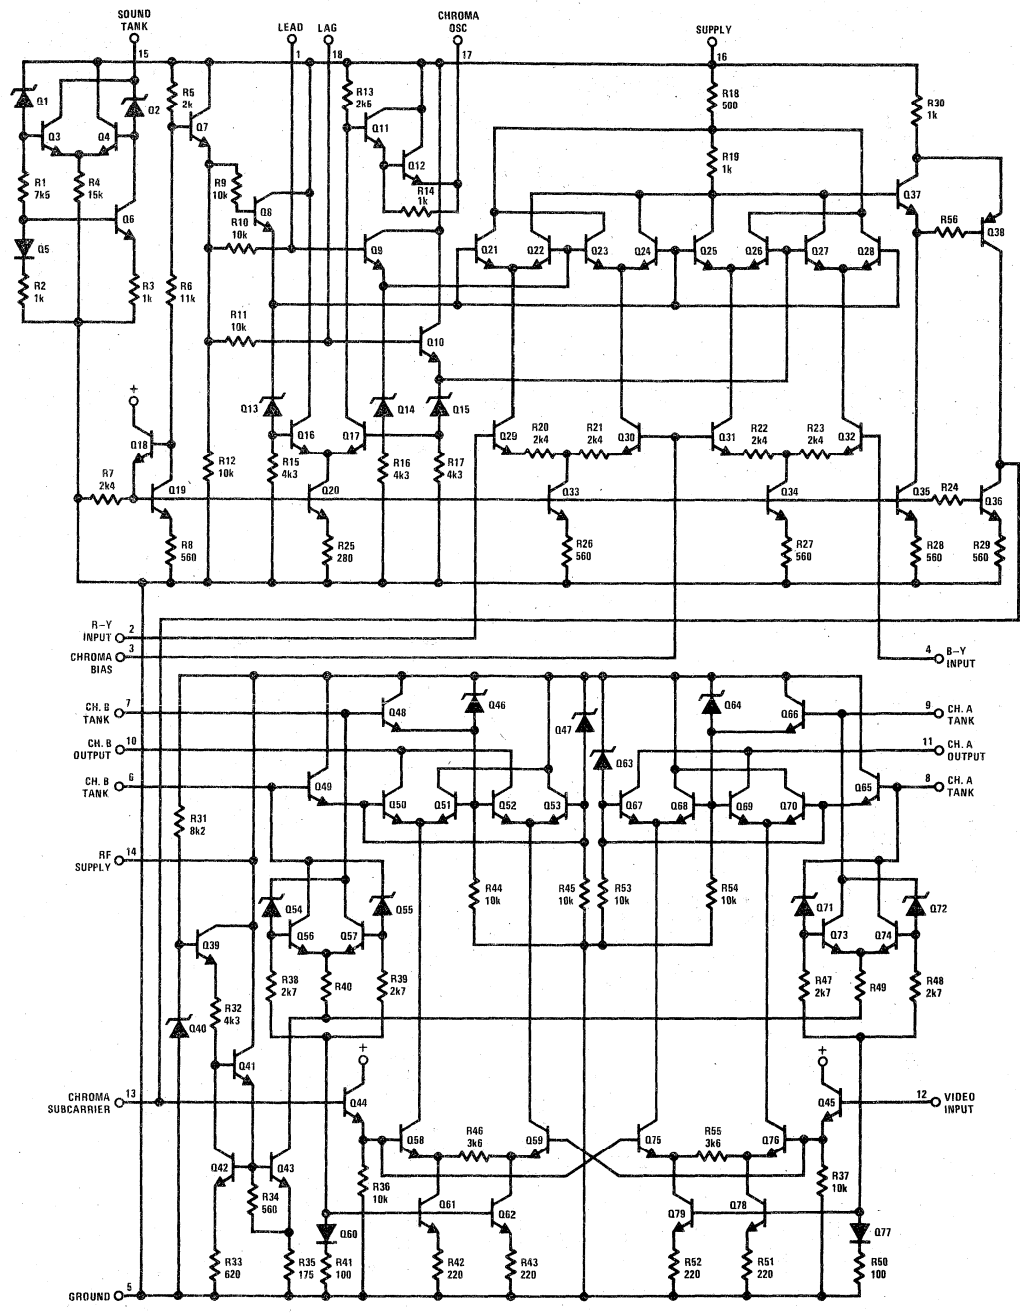 SOUND
TANK
LEAD
LAG
CHROMA
OSC
SUPPLY
15
1
18
17
16
Q1
Q2
Q3
Q4
R5
2k
Q7
R13
2k6
Q11
R18
500
R30
1k
R1
7k5
R4
15k
Q6
R9
10k
Q8
Q12
R14
1k
R19
1k
Q37
R56
Q38
Q5
R10
10k
Q9
Q21
Q22
Q23
Q24
Q25
Q26
Q27
Q28
R2
1k
R3
1k
R6
11k
R11
10k
Q10
+
Q13
Q14
Q15
Q18
Q16
Q17
Q29
R20
2k4
R21
2k4
Q30
Q31
R22
2k4
R23
2k4
Q32
R7
2k4
Q19
R12
10k
R15
4k3
Q20
R16
4k3
R17
4k3
Q33
Q34
Q35
R24
Q36
R8
560
R25
280
R26
560
R27
560
R28
560
R29
560
R-Y
INPUT
2
CHROMA
BIAS
3
4
B-Y
INPUT
CH. B
TANK
7
Q48
Q46
Q47
Q64
Q66
9
CH. A
TANK
CH. B
OUTPUT
10
Q63
11
CH. A
OUTPUT
CH. B
TANK
6
Q49
Q50
Q51
Q52
Q53
Q67
Q68
Q69
Q70
Q65
8
CH. A
TANK
R31
8k2
RF
SUPPLY
14
R44
10k
R45
10k
R53
10k
R54
10k
Q54
Q55
Q56
Q57
Q71
Q72
Q73
Q74
Q39
R38
2k7
R40
R39
2k7
R47
2k7
R49
R48
2k7
R32
4k3
Q40
Q41
+
+
CHROMA
SUBCARRIER
13
Q44
Q45
12
VIDEO
INPUT
Q58
R46
3k6
Q59
Q75
R55
3k6
Q76
Q42
Q43
R34
560
R36
10k
R37
10k
Q61
Q62
Q79
Q78
Q60
Q77
R33
620
R35
175
R41
100
R42
220
R43
220
R52
220
R51
220
R50
100
GROUND
5